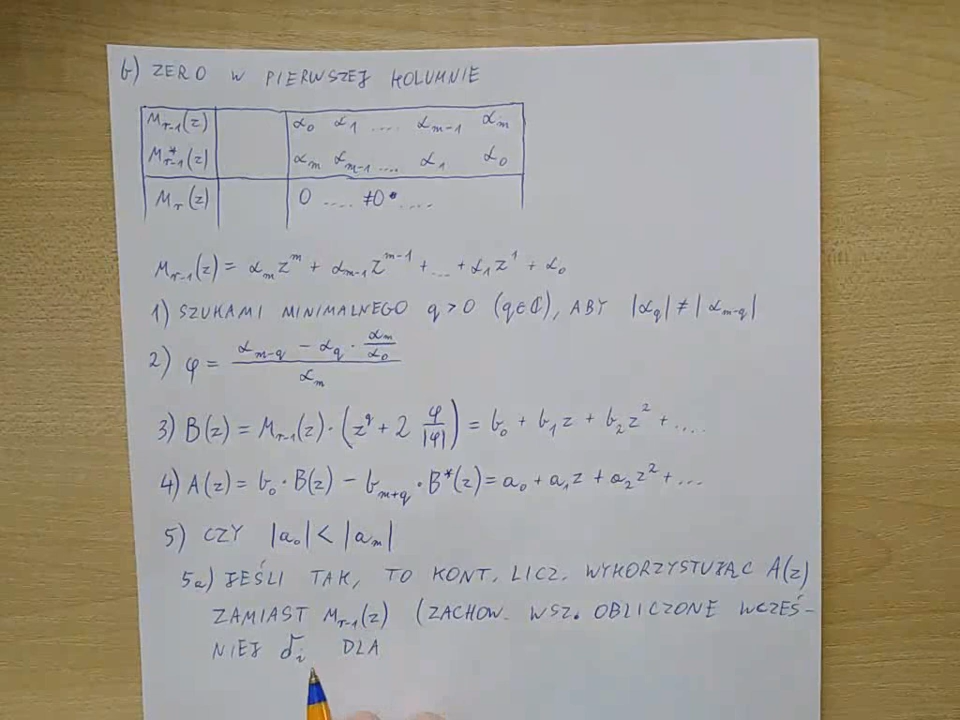 b) ZERO W PIERWSZEJ KOLUMNIE
M_{r-1}(z) α_0 α_1 .... α_{m-1} α_m
M*_{r-1}(z) α_m α_{m-1} .... α_1 α_0
M_r(z) 0 .... ≠0 ....
M_{r-1}(z) = α_m z^m + α_{m-1} z^{m-1} + ... + α_1 z^1 + α_0
1) SZUKAMI MINIMALNEGO q > 0 (q∈ℂ), ABY |α_q| ≠ |α_{m-q}|
2) φ = (α_{m-q} - α_q · α_m/α_0) / α_m
3) B(z) = M_{r-1}(z) · (z^q + 2 φ/|φ|) = b_0 + b_1 z + b_2 z^2 + ....
4) A(z) = b_0 · B(z) - b_{m+q} · B*(z) = a_0 + a_1 z + a_2 z^2 + ...
5) CZY |a_0| < |a_m|
5a) JEŚLI TAK, TO KONT. LICZ. WYKORZYSTUJĄC A(z)
ZAMIAST M_{r-1}(z) (ZACHOW. WSZ. OBLICZONE WCZEŚ-
NIEJ δ_i DLA